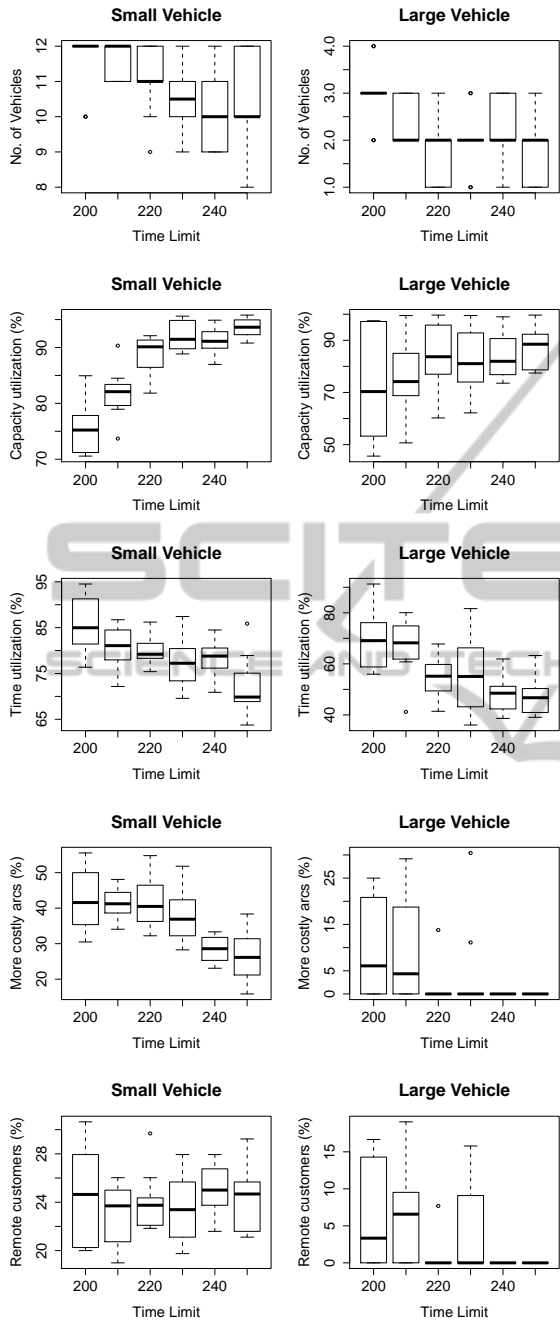 Small Vehicle
No. of Vehicles
8 9 10 11 12
200 220 240
Time Limit
Large Vehicle
No. of Vehicles
1.0 2.0 3.0 4.0
200 220 240
Time Limit
Small Vehicle
Capacity utilization (%)
70 80 90
200 220 240
Time Limit
Large Vehicle
Capacity utilization (%)
50 70 90
200 220 240
Time Limit
Small Vehicle
Time utilization (%)
65 75 85 95
200 220 240
Time Limit
Large Vehicle
Time utilization (%)
40 60 80
200 220 240
Time Limit
SCITE
SCIENCE AND TECH
Small Vehicle
More costly arcs (%)
20 30 40 50
200 220 240
Time Limit
Large Vehicle
More costly arcs (%)
0 5 15 25
200 220 240
Time Limit
Small Vehicle
Remote customers (%)
20 24 28
200 220 240
Time Limit
Large Vehicle
Remote customers (%)
0 5 10 15
200 220 240
Time Limit